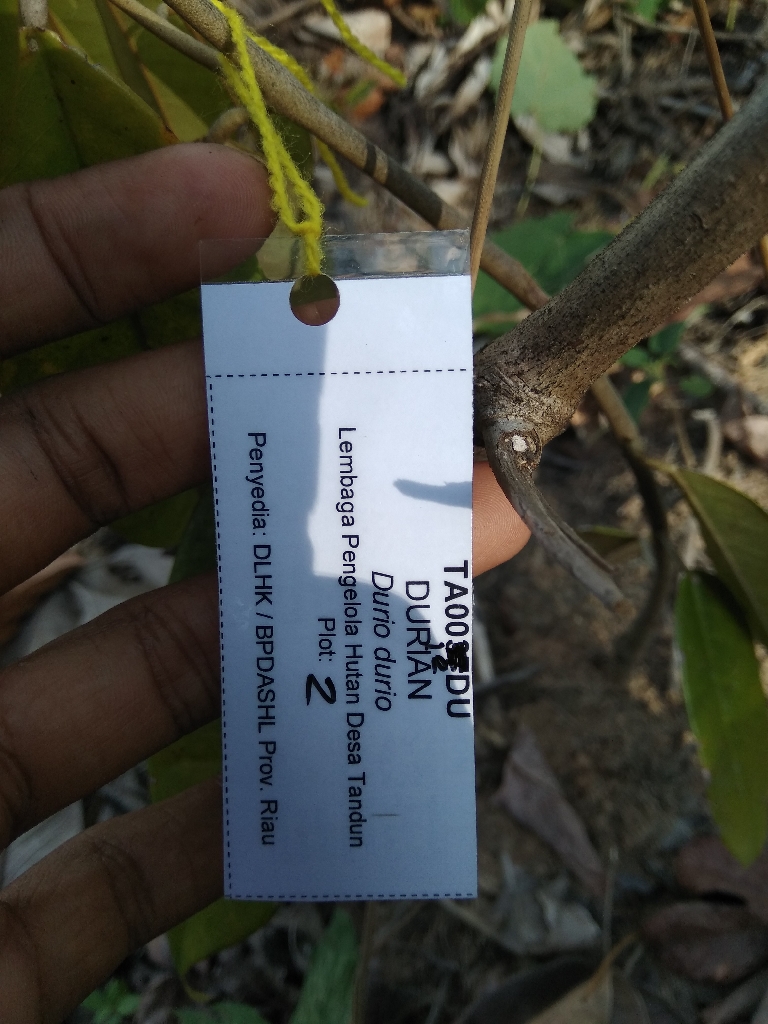 DURIAN
Durio durio
Lembaga Pengelola Hutan Desa Tandun
Plot: 2
Penyedia: DLHK / BPDASHL Prov. Riau